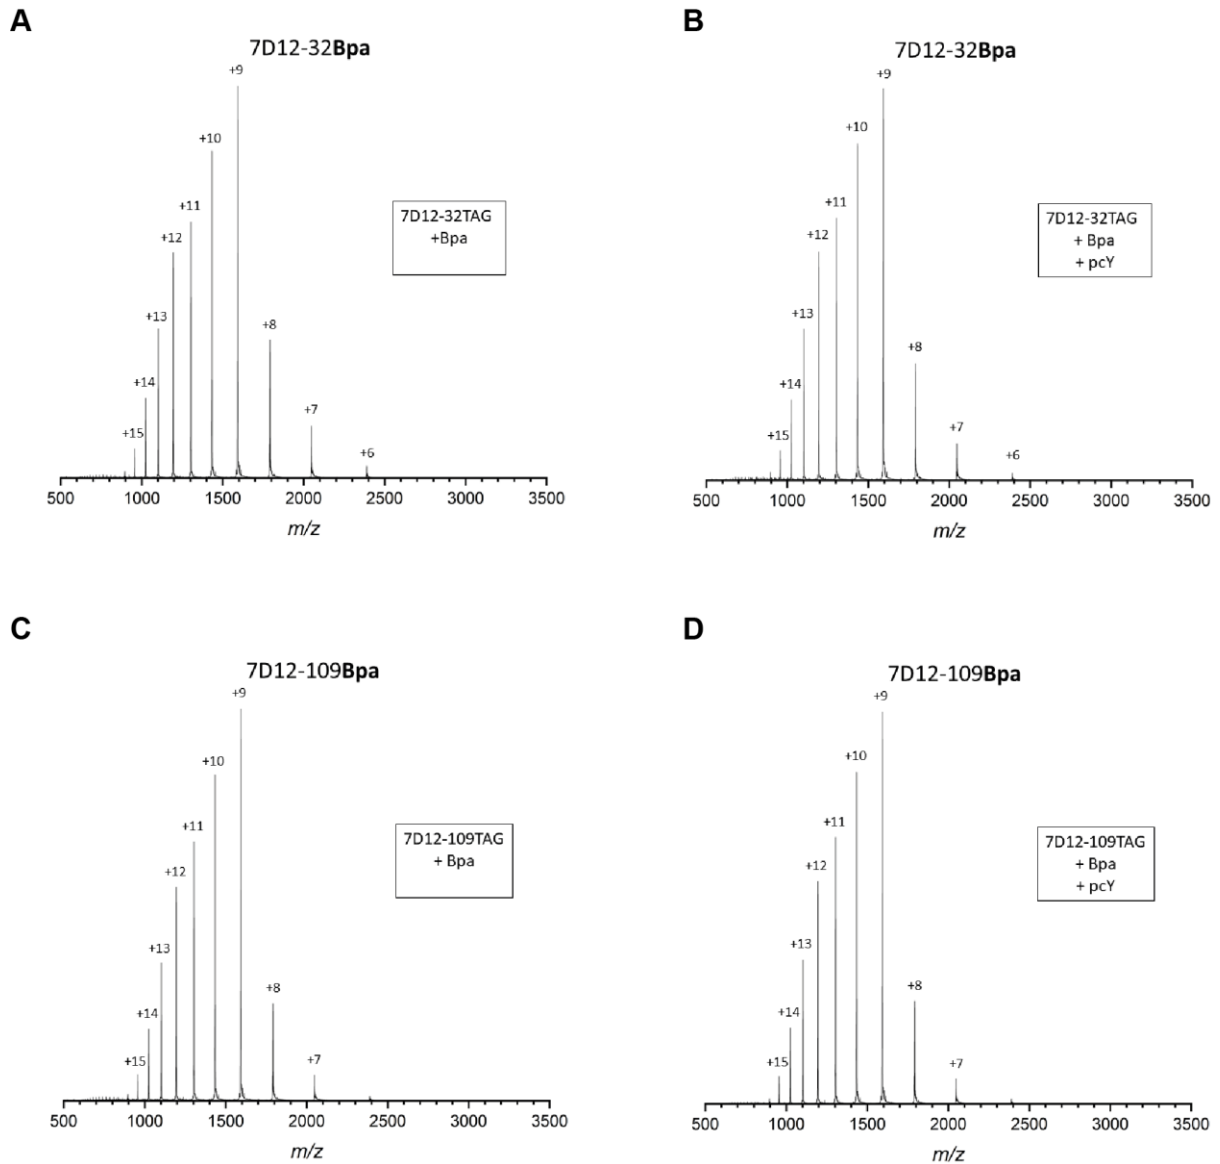 A
7D12-32Bpa
+9
+10
+11
+12
+13
+14
+15
+8
+7
+6
7D12-32TAG
+Bpa
500 1000 1500 2000 2500 3000 3500
m/z
B
7D12-32Bpa
+9
+10
+11
+12
+13
+14
+15
+8
+7
+6
7D12-32TAG
+ Bpa
+ pcY
500 1000 1500 2000 2500 3000 3500
m/z
C
7D12-109Bpa
+9
+10
+11
+12
+13
+14
+15
+8
+7
7D12-109TAG
+ Bpa
500 1000 1500 2000 2500 3000 3500
m/z
D
7D12-109Bpa
+9
+10
+11
+12
+13
+14
+15
+8
+7
7D12-109TAG
+ Bpa
+ pcY
500 1000 1500 2000 2500 3000 3500
m/z